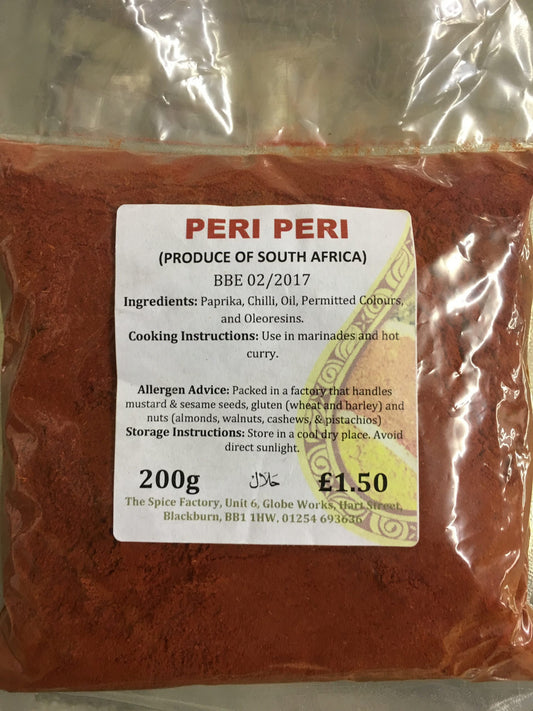 PERI PERI
(PRODUCE OF SOUTH AFRICA)
BBE 02/2017
Ingredients: Paprika, Chilli, Oil, Permitted Colours,
and Oleoresins.
Cooking Instructions: Use in marinades and hot
curry.
Allergen Advice: Packed in a factory that handles
mustard & sesame seeds, gluten (wheat and barley) and
nuts (almonds, walnuts, cashews, & pistachios)
Storage Instructions: Store in a cool dry place. Avoid
direct sunlight.
200g حلال £1.50
The Spice Factory, Unit 6, Globe Works, Hart Street,
Blackburn, BB1 1HW, 01254 693636